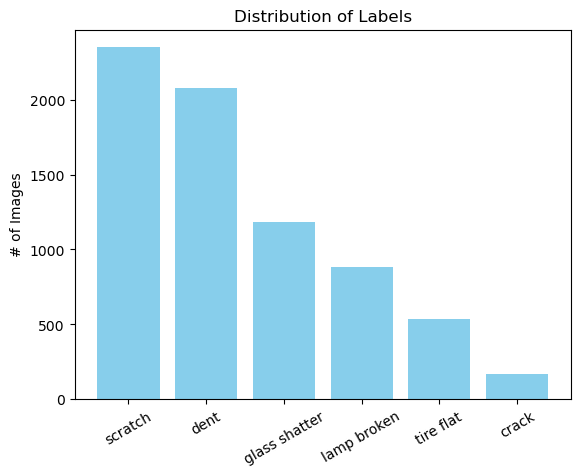 Distribution of Labels
# of Images
2000
1500
1000
500
0
scratch
dent
glass shatter
lamp broken
tire flat
crack